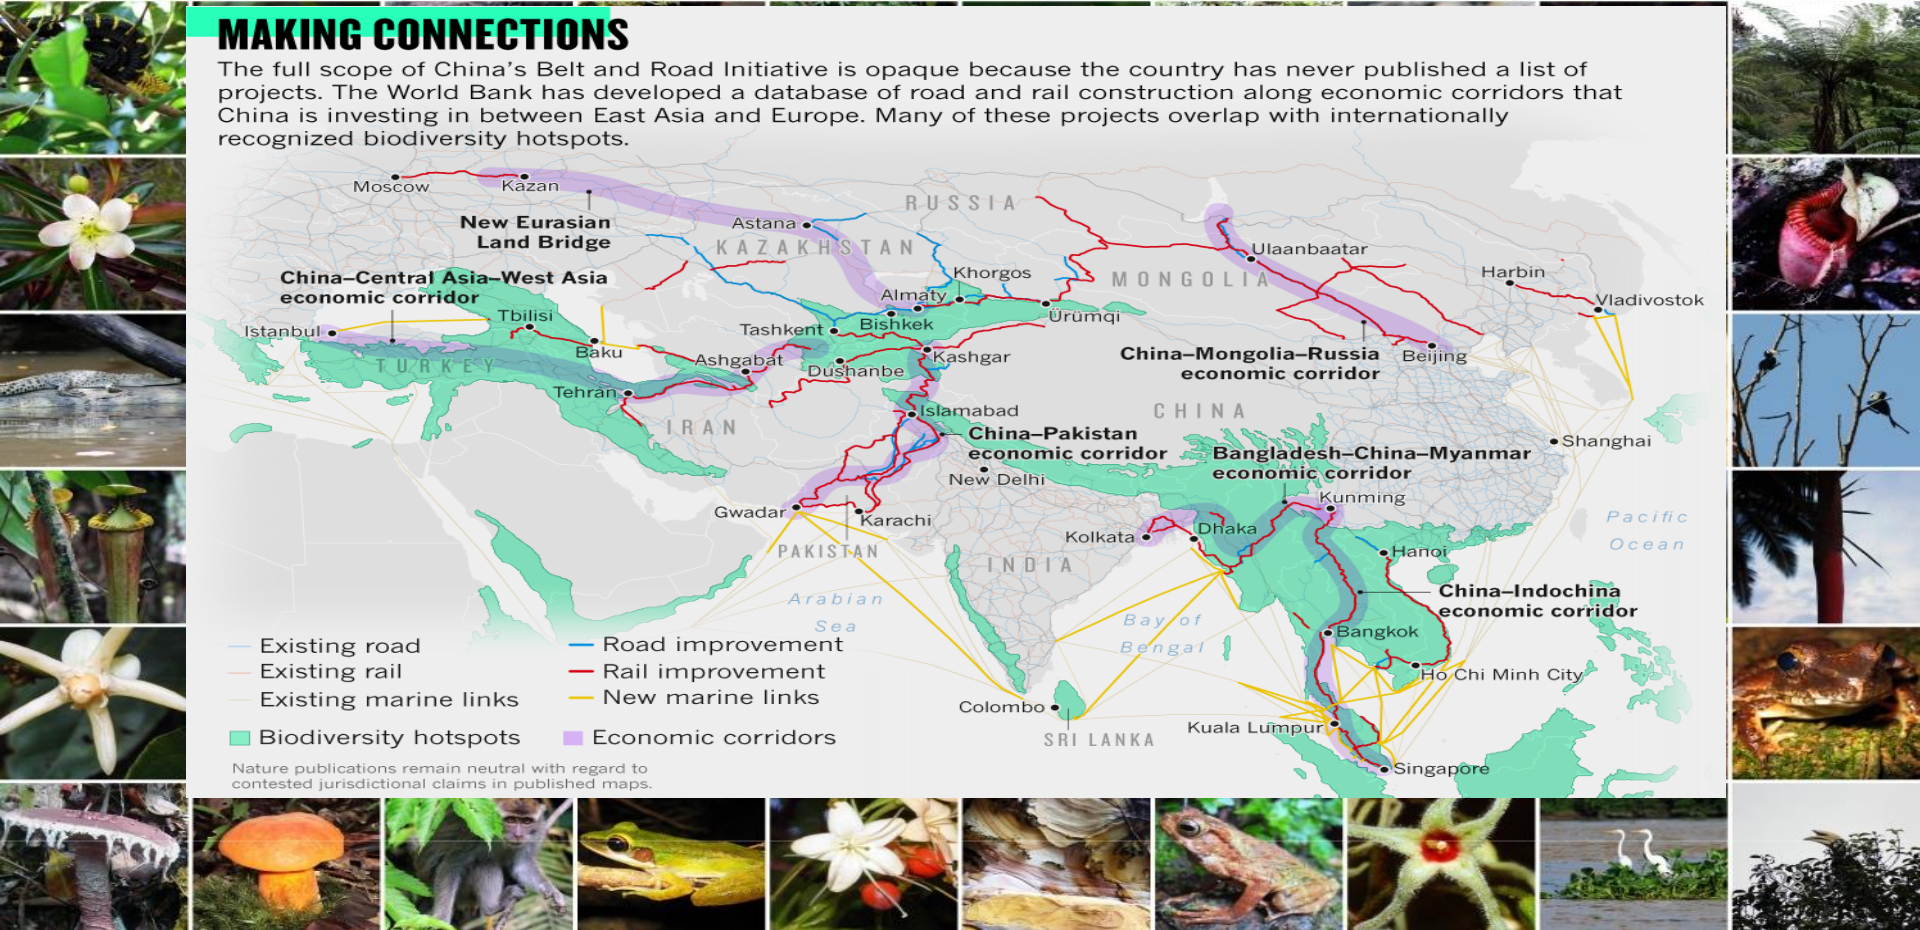 MAKING CONNECTIONS
The full scope of China's Belt and Road Initiative is opaque because the country has never published a list of
projects. The World Bank has developed a database of road and rail construction along economic corridors that
China is investing in between East Asia and Europe. Many of these projects overlap with internationally
recognized biodiversity hotspots.
Moscow
Kazan
RUSSIA
New Eurasian
Land Bridge
Astana
KAZAKHSTAN
Ulaanbaatar
China–Central Asia–West Asia
economic corridor
Khorgos
MONGOLIA
Harbin
Almaty
Vladivostok
Istanbul
Tbilisi
Tashkent
Bishkek
Ürümqi
Baku
Ashgabat
Kashgar
China–Mongolia–Russia
economic corridor
Beijing
TURKEY
Dushanbe
Tehran
Islamabad
CHINA
IRAN
China–Pakistan
economic corridor
Shanghai
Bangladesh–China–Myanmar
economic corridor
New Delhi
Kunming
Gwadar
Karachi
Pacific
Ocean
Kolkata
Dhaka
PAKISTAN
INDIA
Hanoi
China–Indochina
economic corridor
Arabian
Sea
Bay of
Bengal
Bangkok
Existing road
Road improvement
Existing rail
Rail improvement
Ho Chi Minh City
Existing marine links
New marine links
Colombo
Kuala Lumpur
Biodiversity hotspots
Economic corridors
SRI LANKA
Singapore
Nature publications remain neutral with regard to
contested jurisdictional claims in published maps.